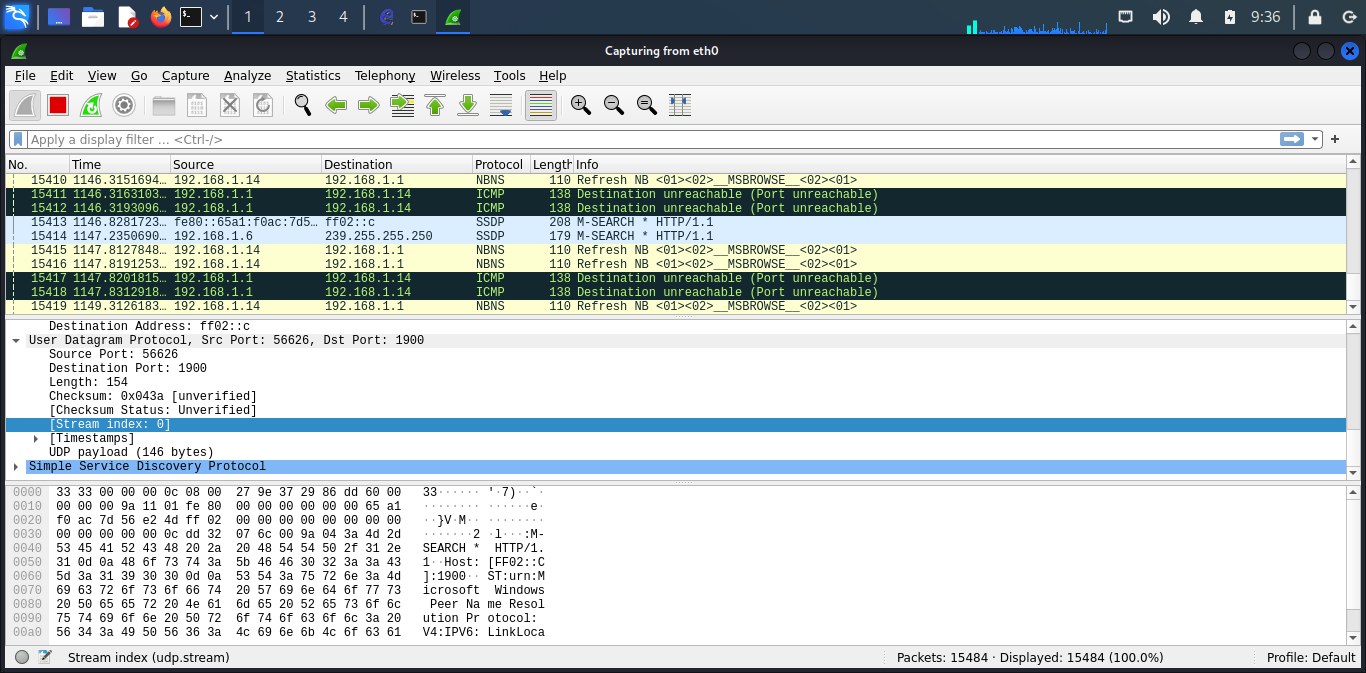 1 2 3 4 9:36
Capturing from eth0
File Edit View Go Capture Analyze Statistics Telephony Wireless Tools Help
Apply a display filter … <Ctrl-/>
No. Time Source Destination Protocol Length Info
15410 1146.3151694… 192.168.1.14 192.168.1.1 NBNS 110 Refresh NB <01><02>__MSBROWSE__<02><01>
15411 1146.3163103… 192.168.1.1 192.168.1.14 ICMP 138 Destination unreachable (Port unreachable)
15412 1146.3193096… 192.168.1.1 192.168.1.14 ICMP 138 Destination unreachable (Port unreachable)
15413 1146.8281723… fe80::65a1:f0ac:7d5… ff02::c SSDP 208 M-SEARCH * HTTP/1.1
15414 1147.2350690… 192.168.1.6 239.255.255.250 SSDP 179 M-SEARCH * HTTP/1.1
15415 1147.8127848… 192.168.1.14 192.168.1.1 NBNS 110 Refresh NB <01><02>__MSBROWSE__<02><01>
15416 1147.8191253… 192.168.1.14 192.168.1.1 NBNS 110 Refresh NB <01><02>__MSBROWSE__<02><01>
15417 1147.8201815… 192.168.1.1 192.168.1.14 ICMP 138 Destination unreachable (Port unreachable)
15418 1147.8312918… 192.168.1.1 192.168.1.14 ICMP 138 Destination unreachable (Port unreachable)
15419 1149.3126183… 192.168.1.14 192.168.1.1 NBNS 110 Refresh NB <01><02>__MSBROWSE__<02><01>
Destination Address: ff02::c
User Datagram Protocol, Src Port: 56626, Dst Port: 1900
Source Port: 56626
Destination Port: 1900
Length: 154
Checksum: 0x043a [unverified]
[Checksum Status: Unverified]
[Stream index: 0]
[Timestamps]
UDP payload (146 bytes)
Simple Service Discovery Protocol
0000 33 33 00 00 00 0c 08 00 27 9e 37 29 86 dd 60 00 33······ '·7)··`·
0010 00 00 00 9a 11 01 fe 80 00 00 00 00 00 00 65 a1 ········ ······e·
0020 f0 ac 7d 56 e2 4d ff 02 00 00 00 00 00 00 00 00 ··}V·M·· ········
0030 00 00 00 00 00 0c dd 32 07 6c 00 9a 04 3a 4d 2d ·······2 ·l···:M-
0040 53 45 41 52 43 48 20 2a 20 48 54 54 50 2f 31 2e SEARCH * HTTP/1.
0050 31 0d 0a 48 6f 73 74 3a 5b 46 46 30 32 3a 3a 43 1··Host: [FF02::C
0060 5d 3a 31 39 30 30 0d 0a 53 54 3a 75 72 6e 3a 4d ]:1900·· ST:urn:M
0070 69 63 72 6f 73 6f 66 74 20 57 69 6e 64 6f 77 73 icrosoft Windows
0080 20 50 65 65 72 20 4e 61 6d 65 20 52 65 73 6f 6c Peer Na me Resol
0090 75 74 69 6f 6e 20 50 72 6f 74 6f 63 6f 6c 3a 20 ution Pr otocol:
00a0 56 34 3a 49 50 56 36 3a 4c 69 6e 6b 4c 6f 63 61 V4:IPV6: LinkLoca
Stream index (udp.stream) Packets: 15484 · Displayed: 15484 (100.0%) Profile: Default